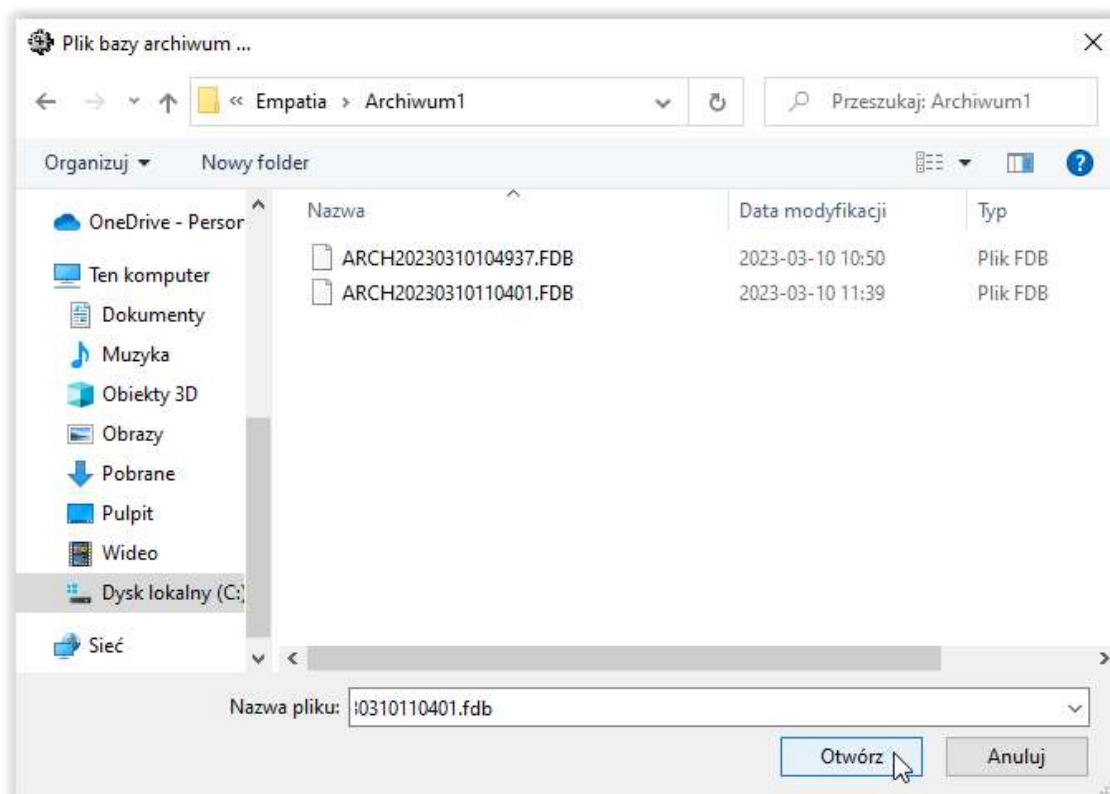 Plik bazy archiwum ...
« Empatia › Archiwum1
Przeszukaj: Archiwum1
Organizuj Nowy folder
Nazwa Data modyfikacji Typ
OneDrive - Person
Ten komputer
Dokumenty
Muzyka
Obiekty 3D
Obrazy
Pobrane
Pulpit
Wideo
Dysk lokalny (C:)
Sieć
ARCH20230310104937.FDB 2023-03-10 10:50 Plik FDB
ARCH20230310110401.FDB 2023-03-10 11:39 Plik FDB
Nazwa pliku: 30310110401.fdb
Otwórz Anuluj